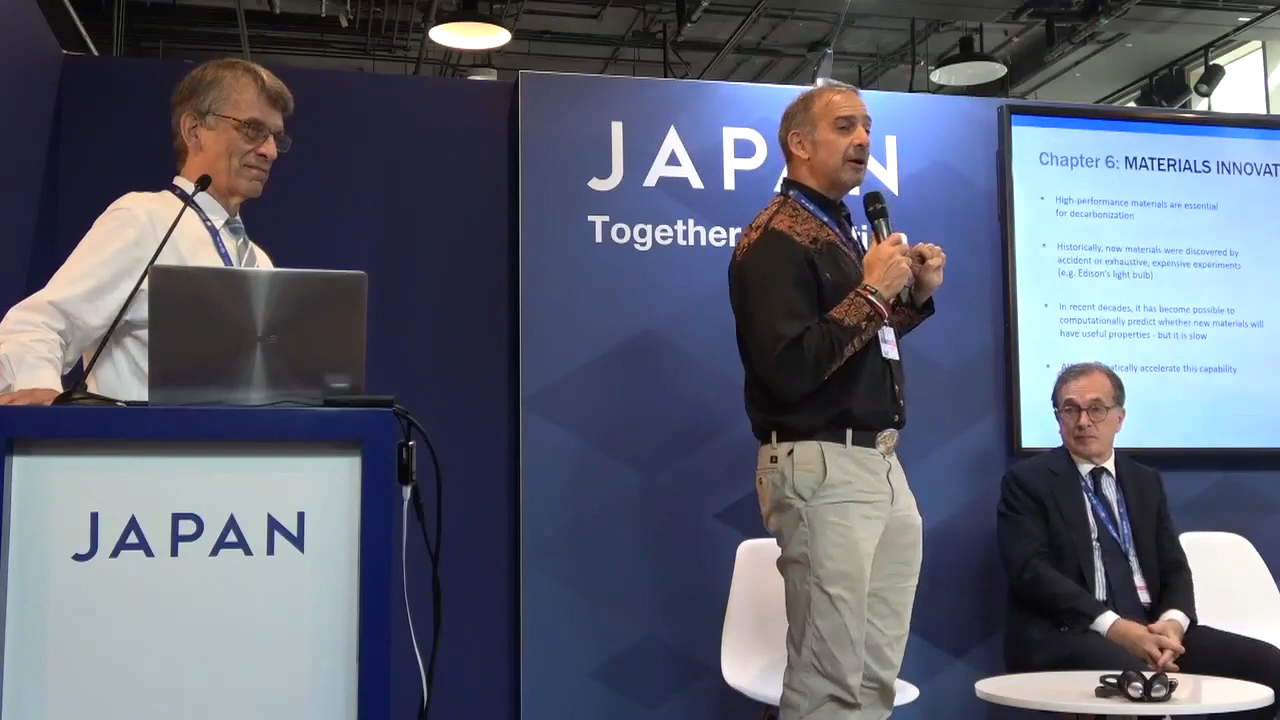 JAPAN
Together
Chapter 6: MATERIALS INNOVAT
• High-performance materials are essential
for decarbonization
• Historically, new materials were discovered by
accident or exhaustive, expensive experiments
(e.g. Edison's light bulb)
• In recent decades, it has become possible to
computationally predict whether new materials will
have useful properties - but it is slow
accelerate this capability
JAPAN